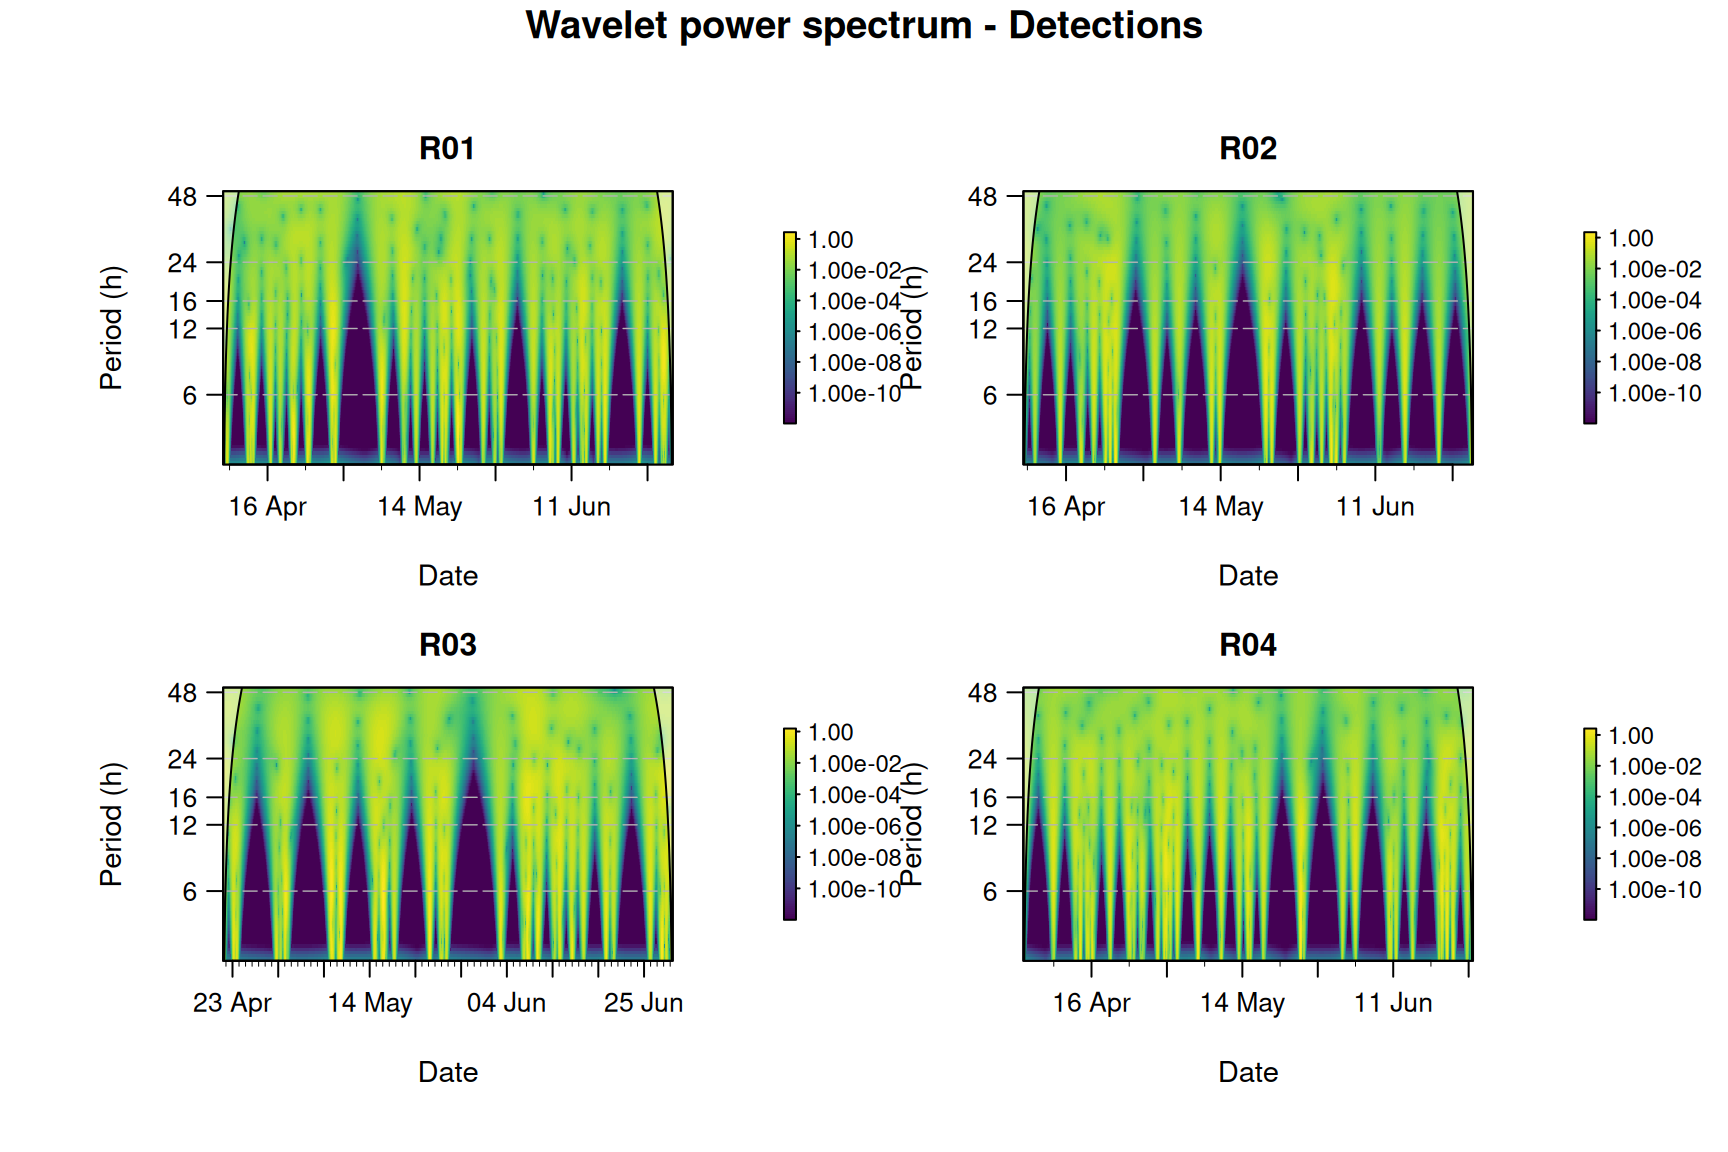 Wavelet power spectrum - Detections
R01
Period (h)
48
24
16
12
6
16 Apr 14 May 11 Jun
Date
1.00
1.00e-02
1.00e-04
1.00e-06
1.00e-08
1.00e-10
R02
Period (h)
48
24
16
12
6
16 Apr 14 May 11 Jun
Date
1.00
1.00e-02
1.00e-04
1.00e-06
1.00e-08
1.00e-10
R03
Period (h)
48
24
16
12
6
23 Apr 14 May 04 Jun 25 Jun
Date
1.00
1.00e-02
1.00e-04
1.00e-06
1.00e-08
1.00e-10
R04
Period (h)
48
24
16
12
6
16 Apr 14 May 11 Jun
Date
1.00
1.00e-02
1.00e-04
1.00e-06
1.00e-08
1.00e-10